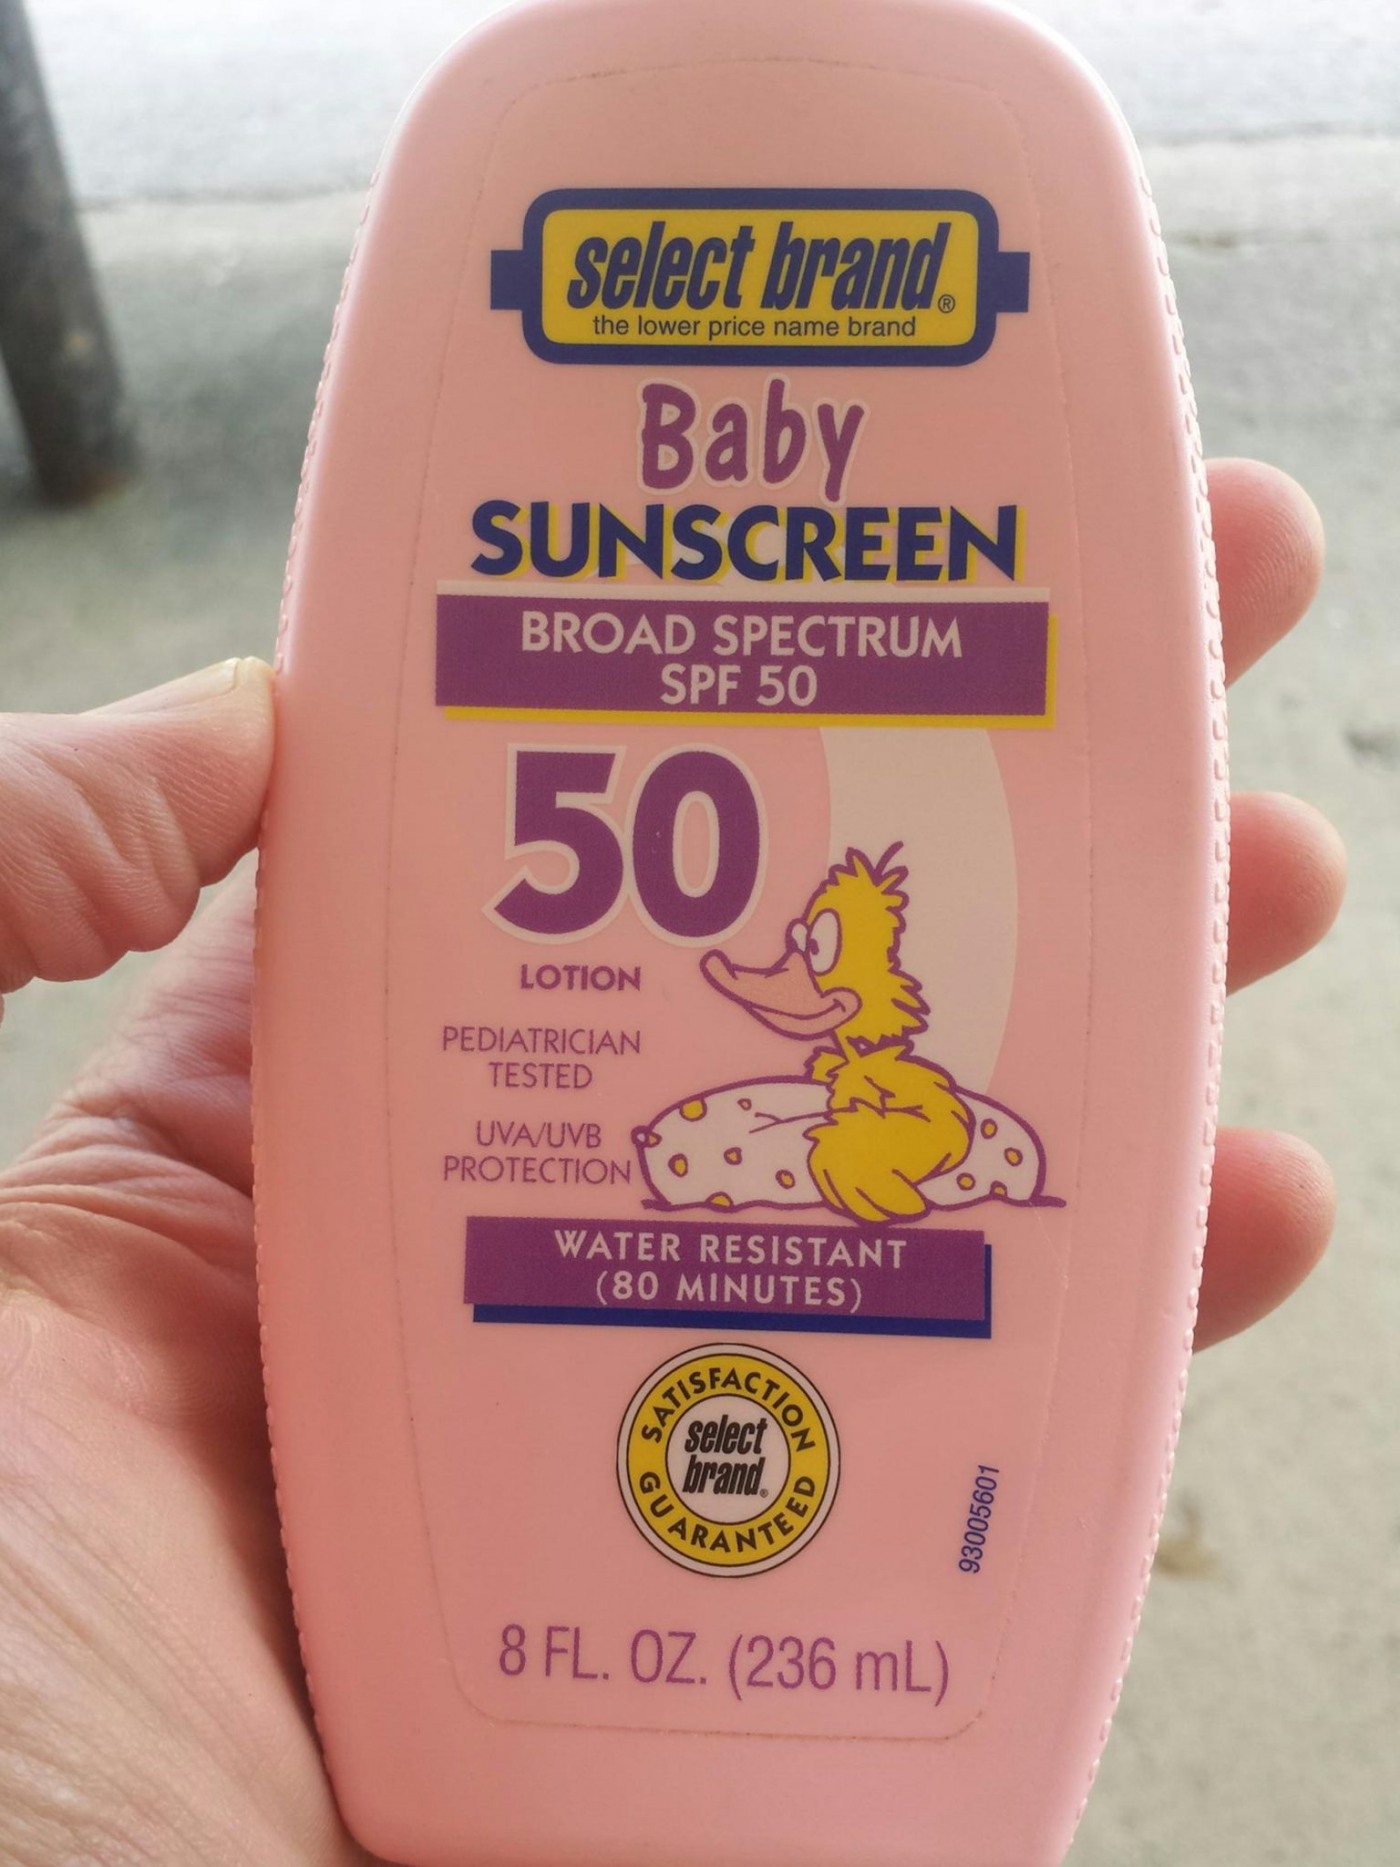 select brand®
the lower price name brand
Baby
SUNSCREEN
BROAD SPECTRUM
SPF 50
50
LOTION
PEDIATRICIAN
TESTED
UVA/UVB
PROTECTION
WATER RESISTANT
(80 MINUTES)
SATISFACTION
select
brand®
GUARANTEED
93005601
8 FL. OZ. (236 mL)